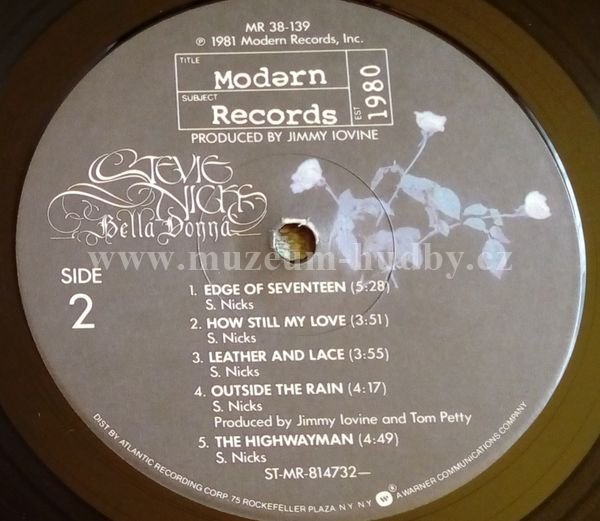 MR 38-139
℗ 1981 Modern Records, Inc.
TITLE
Modərn
SUBJECT
Records
EST 1980
PRODUCED BY JIMMY IOVINE
STEVIE
NICKS
Bella Donna
www.muzeum-hudby.cz
SIDE
2
1. EDGE OF SEVENTEEN (5:28)
S. Nicks
2. HOW STILL MY LOVE (3:51)
S. Nicks
3. LEATHER AND LACE (3:55)
S. Nicks
4. OUTSIDE THE RAIN (4:17)
S. Nicks
Produced by Jimmy Iovine and Tom Petty
5. THE HIGHWAYMAN (4:49)
S. Nicks
ST-MR-814732—
DIST BY ATLANTIC RECORDING CORP. 75 ROCKEFELLER PLAZA N Y N Y W A WARNER COMMUNICATIONS COMPANY